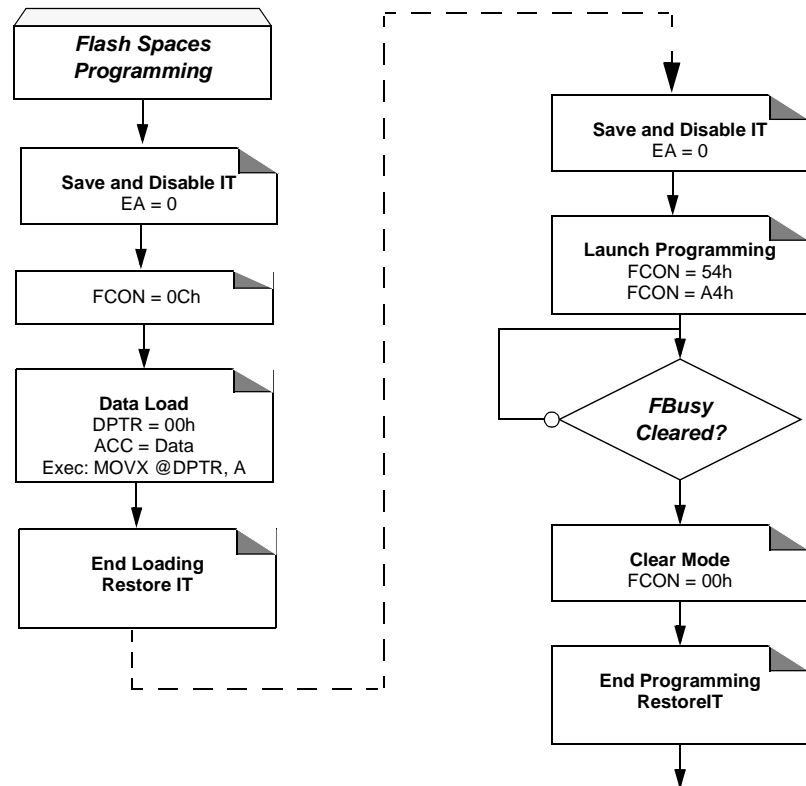 Flash Spaces
Programming
Save and Disable IT
EA = 0
FCON = 0Ch
Data Load
DPTR = 00h
ACC = Data
Exec: MOVX @DPTR, A
End Loading
Restore IT
Save and Disable IT
EA = 0
Launch Programming
FCON = 54h
FCON = A4h
FBusy
Cleared?
Clear Mode
FCON = 00h
End Programming
RestoreIT